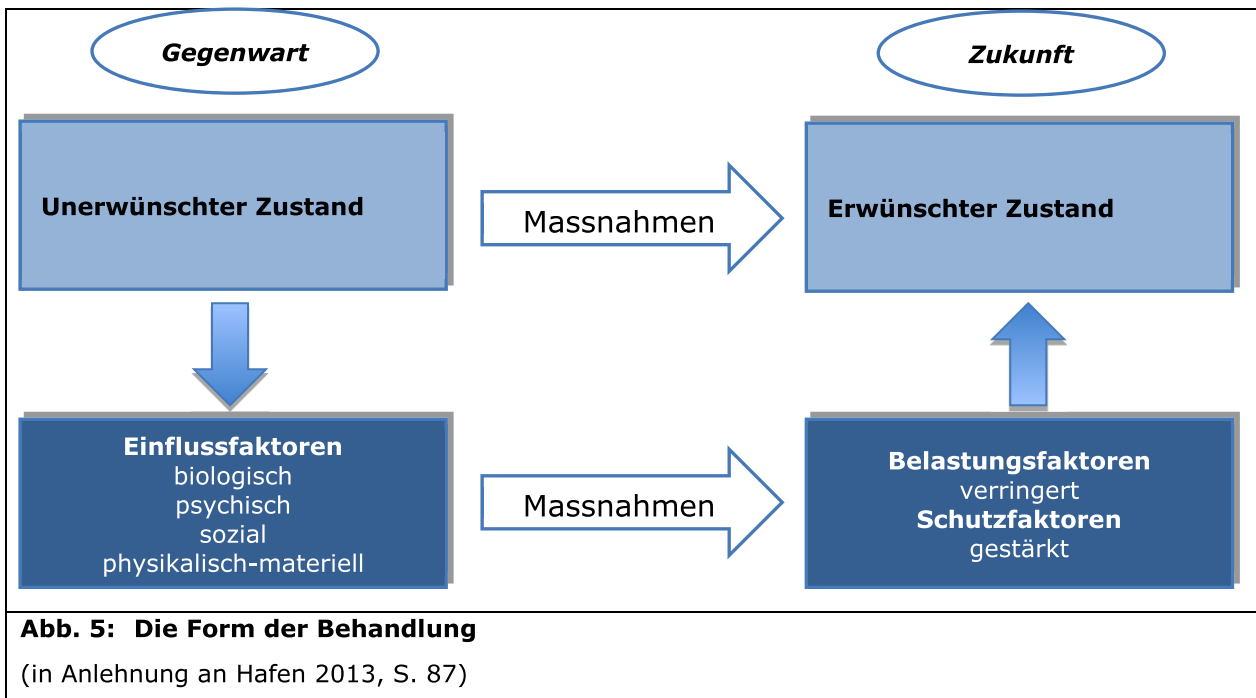 Gegenwart
Zukunft
Unerwünschter Zustand
Massnahmen
Erwünschter Zustand
Einflussfaktoren
biologisch
psychisch
sozial
physikalisch-materiell
Massnahmen
Belastungsfaktoren
verringert
Schutzfaktoren
gestärkt
Abb. 5: Die Form der Behandlung
(in Anlehnung an Hafen 2013, S. 87)